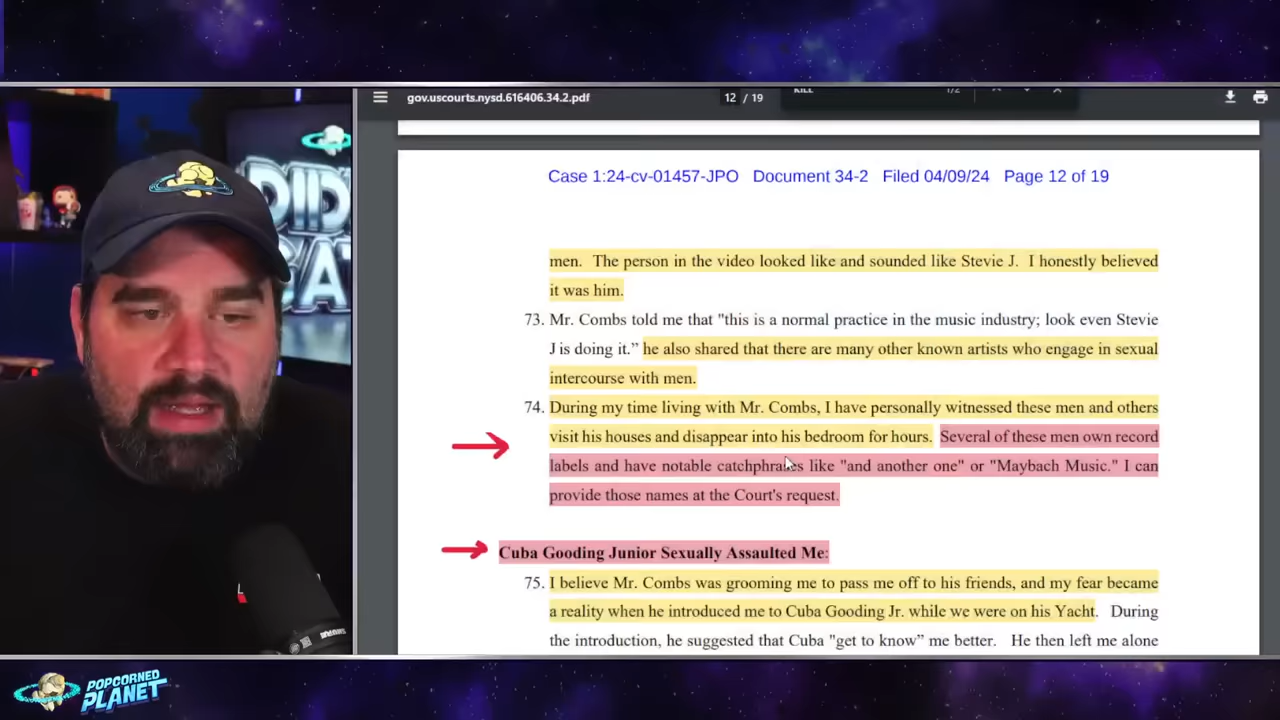 gov.uscourts.nysd.616406.34.2.pdf
12 / 19
KILL
1/2
Case 1:24-cv-01457-JPO Document 34-2 Filed 04/09/24 Page 12 of 19
men. The person in the video looked like and sounded like Stevie J. I honestly believed
it was him.
73. Mr. Combs told me that "this is a normal practice in the music industry; look even Stevie
J is doing it.” he also shared that there are many other known artists who engage in sexual
intercourse with men.
74. During my time living with Mr. Combs, I have personally witnessed these men and others
visit his houses and disappear into his bedroom for hours. Several of these men own record
labels and have notable catchphrases like "and another one" or "Maybach Music." I can
provide those names at the Court's request.
Cuba Gooding Junior Sexually Assaulted Me:
75. I believe Mr. Combs was grooming me to pass me off to his friends, and my fear became
a reality when he introduced me to Cuba Gooding Jr. while we were on his Yacht. During
the introduction, he suggested that Cuba "get to know” me better. He then left me alone
POPCORNED
PLANET